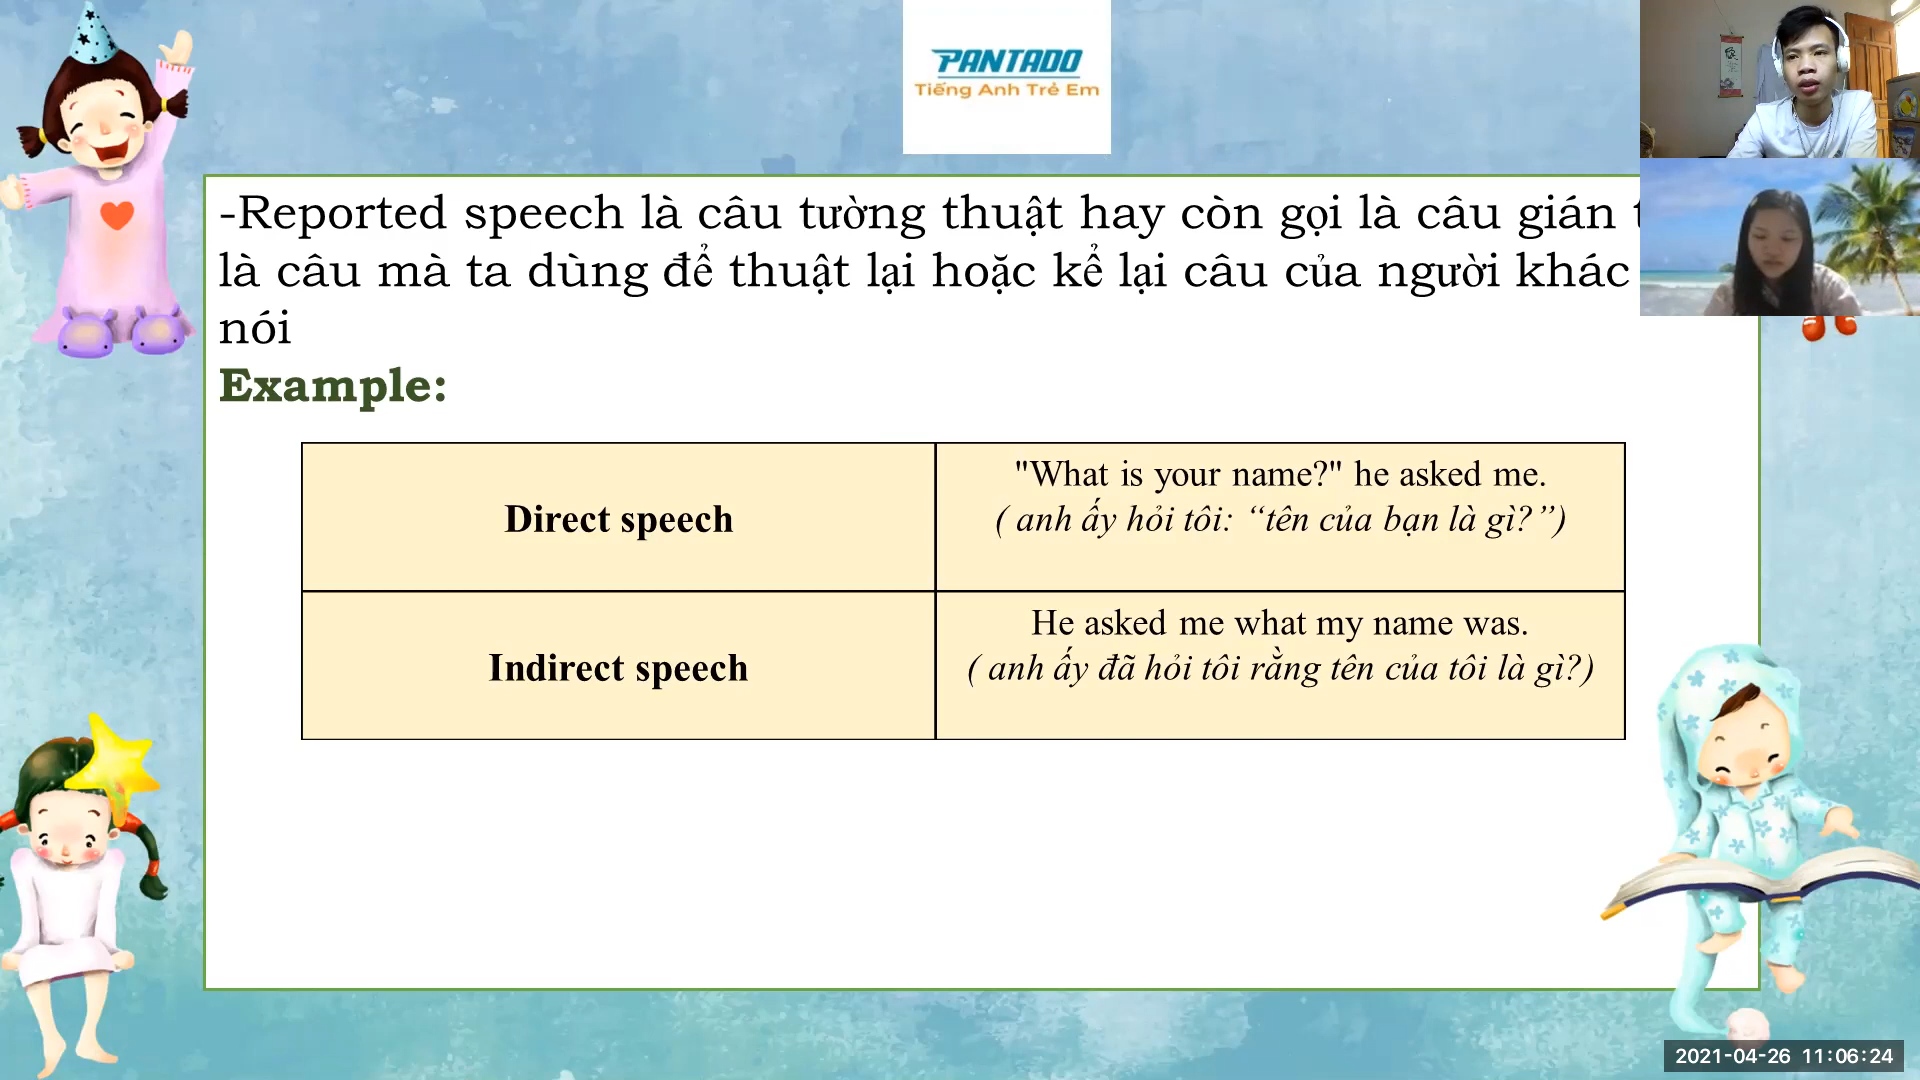 PANTADO
Tiếng Anh Trẻ Em
-Reported speech là câu tường thuật hay còn gọi là câu gián
là câu mà ta dùng để thuật lại hoặc kể lại câu của người khác
nói
Example:
Direct speech
"What is your name?" he asked me.
( anh ấy hỏi tôi: “tên của bạn là gì?”)
Indirect speech
He asked me what my name was.
( anh ấy đã hỏi tôi rằng tên của tôi là gì?)
2021-04-26 11:06:24